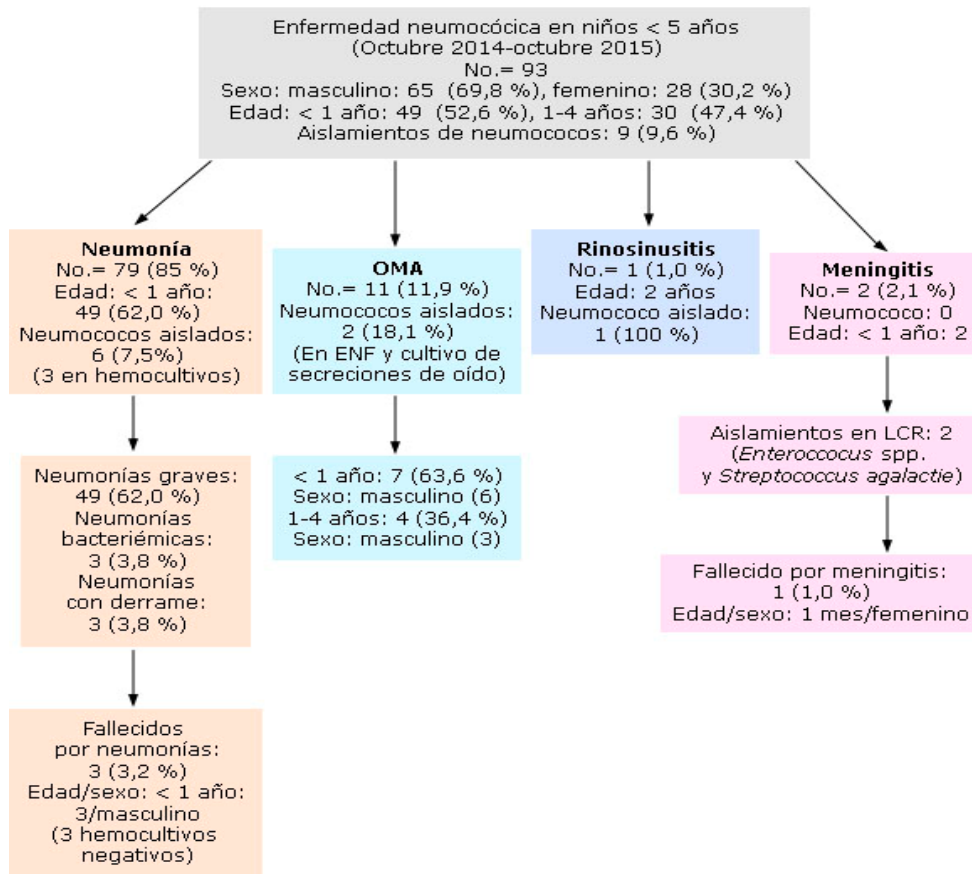 Enfermedad neumocócica en niños < 5 años
(Octubre 2014-octubre 2015)
No.= 93
Sexo: masculino: 65 (69,8 %), femenino: 28 (30,2 %)
Edad: < 1 año: 49 (52,6 %), 1-4 años: 30 (47,4 %)
Aislamientos de neumococos: 9 (9,6 %)
Neumonía
No.= 79 (85 %)
Edad: < 1 año:
49 (62,0 %)
Neumococos aislados:
6 (7,5%)
(3 en hemocultivos)
Neumonías graves:
49 (62,0 %)
Neumonías
bacteriémicas:
3 (3,8 %)
Neumonías
con derrame:
3 (3,8 %)
Fallecidos
por neumonías:
3 (3,2 %)
Edad/sexo: < 1 año:
3/masculino
(3 hemocultivos
negativos)
OMA
No.= 11 (11,9 %)
Neumococos aislados:
2 (18,1 %)
(En ENF y cultivo de
secreciones de oído)
< 1 año: 7 (63,6 %)
Sexo: masculino (6)
1-4 años: 4 (36,4 %)
Sexo: masculino (3)
Rinosinusitis
No.= 1 (1,0 %)
Edad: 2 años
Neumococo aislado:
1 (100 %)
Meningitis
No.= 2 (2,1 %)
Neumococo: 0
Edad: < 1 año: 2
Aislamientos en LCR: 2
(Enteroccocus spp.
y Streptococcus agalactie)
Fallecido por meningitis:
1 (1,0 %)
Edad/sexo: 1 mes/femenino